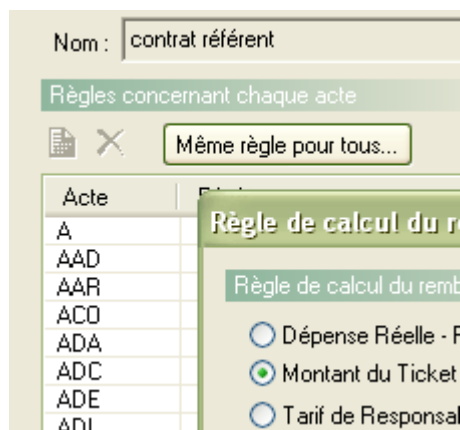 Nom : contrat référent
Règles concernant chaque acte
Même règle pour tous...
Acte
A
AAD
AAR
ACO
ADA
ADC
ADE
ADI
Règle de calcul du
Règle de calcul du remb
Dépense Réelle -
Montant du Ticket
Tarif de Responsal